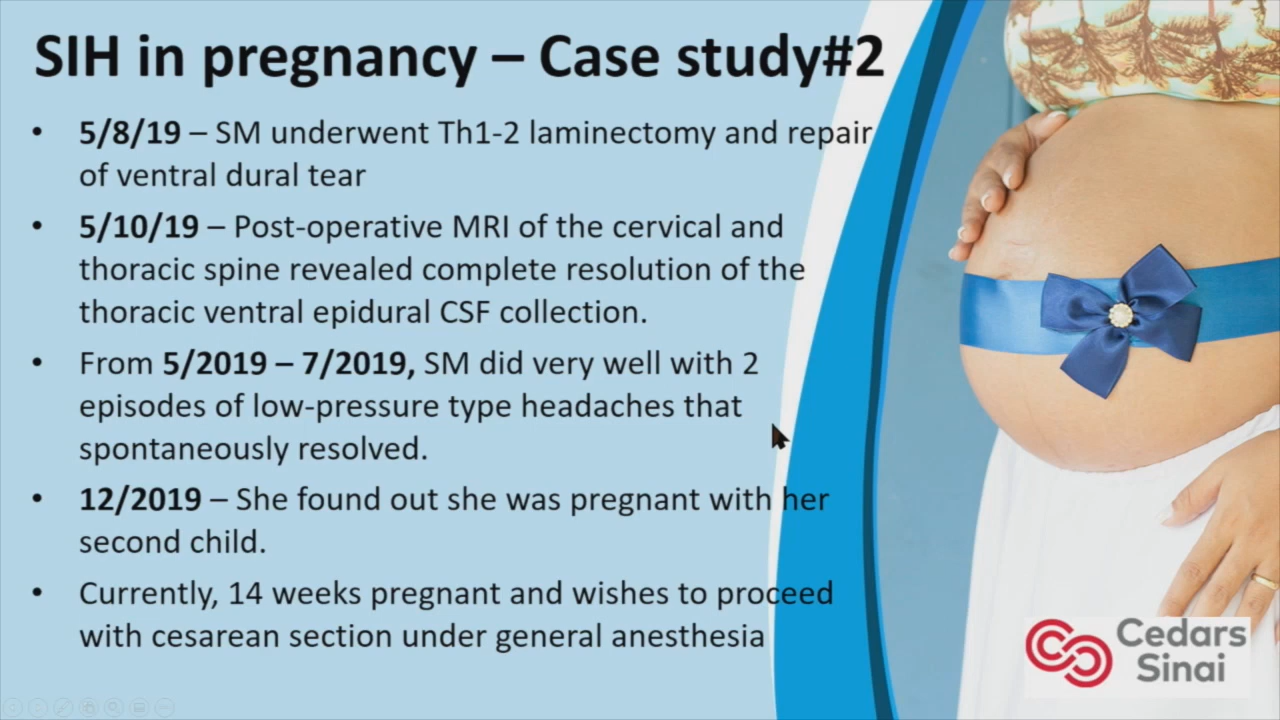 SIH in pregnancy – Case study#2
• 5/8/19 – SM underwent Th1-2 laminectomy and repair
of ventral dural tear
• 5/10/19 – Post-operative MRI of the cervical and
thoracic spine revealed complete resolution of the
thoracic ventral epidural CSF collection.
• From 5/2019 – 7/2019, SM did very well with 2
episodes of low-pressure type headaches that
spontaneously resolved.
• 12/2019 – She found out she was pregnant with her
second child.
• Currently, 14 weeks pregnant and wishes to proceed
with cesarean section under general anesthesia
Cedars
Sinai